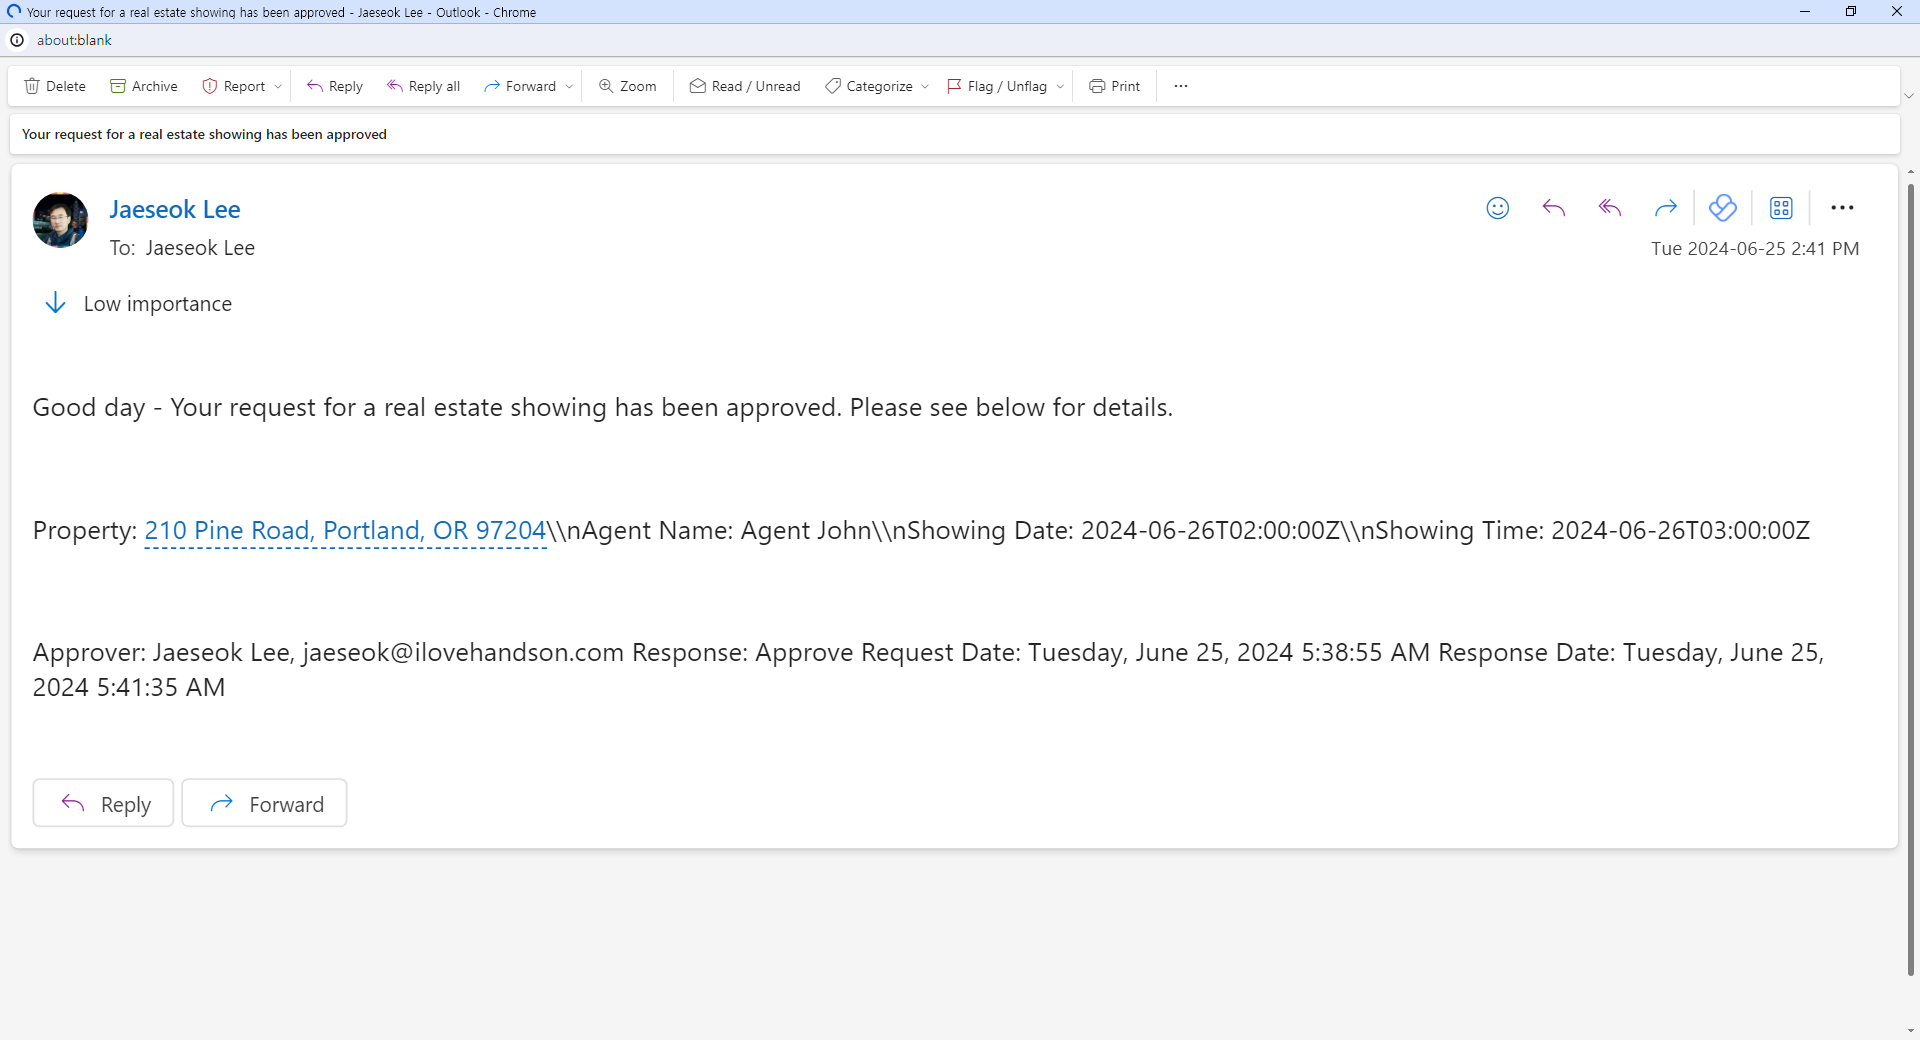 Your request for a real estate showing has been approved - Jaeseok Lee - Outlook - Chrome
about:blank
Delete Archive Report Reply Reply all Forward Zoom Read / Unread Categorize Flag / Unflag Print
Your request for a real estate showing has been approved
Jaeseok Lee
To: Jaeseok Lee
Tue 2024-06-25 2:41 PM
Low importance
Good day - Your request for a real estate showing has been approved. Please see below for details.
Property: 210 Pine Road, Portland, OR 97204\\nAgent Name: Agent John\\nShowing Date: 2024-06-26T02:00:00Z\\nShowing Time: 2024-06-26T03:00:00Z
Approver: Jaeseok Lee, jaeseok@ilovehandson.com Response: Approve Request Date: Tuesday, June 25, 2024 5:38:55 AM Response Date: Tuesday, June 25,
2024 5:41:35 AM
Reply Forward